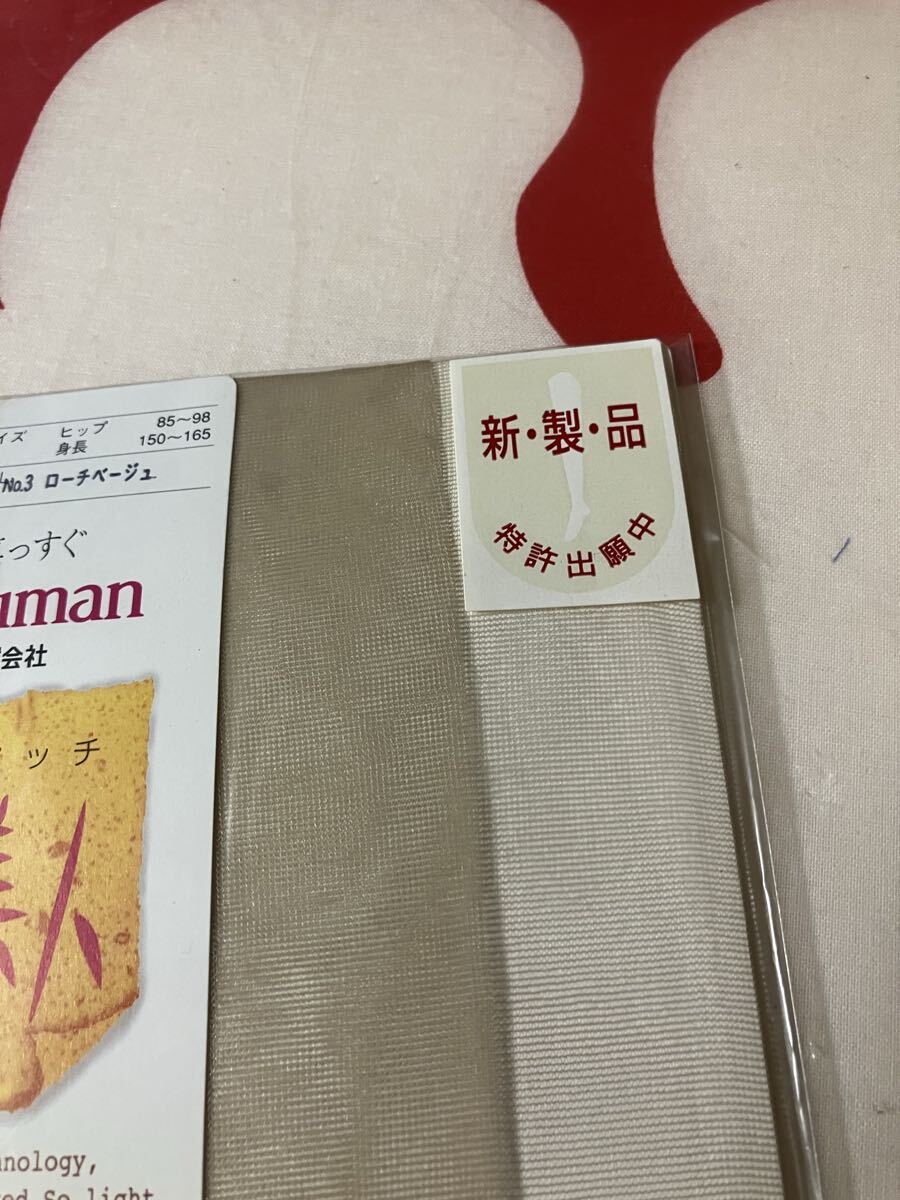 イズ ヒップ 85〜98
身長 150〜165
No.3 ローチベージュ
っすぐ
uman
会社
ッチ
nology,
ed So light
新・製・品
特許出願中